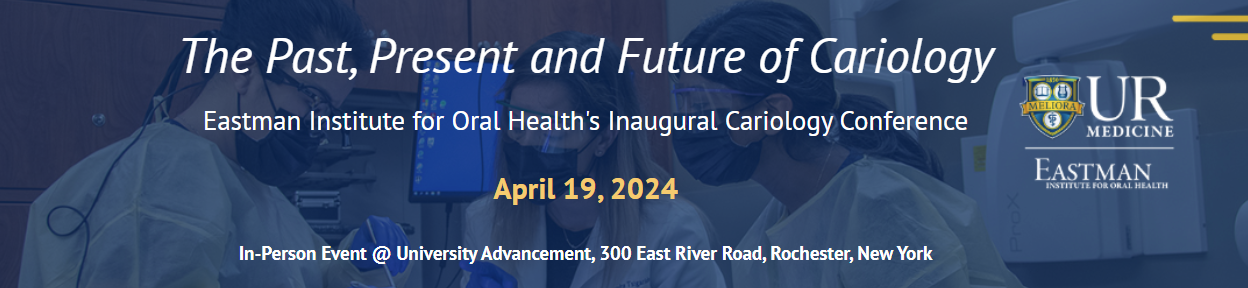 The Past, Present and Future of Cariology
Eastman Institute for Oral Health's Inaugural Cariology Conference
April 19, 2024
In-Person Event @ University Advancement, 300 East River Road, Rochester, New York
MELIORA
UR
MEDICINE
EASTMAN
INSTITUTE FOR ORAL HEALTH
ProX